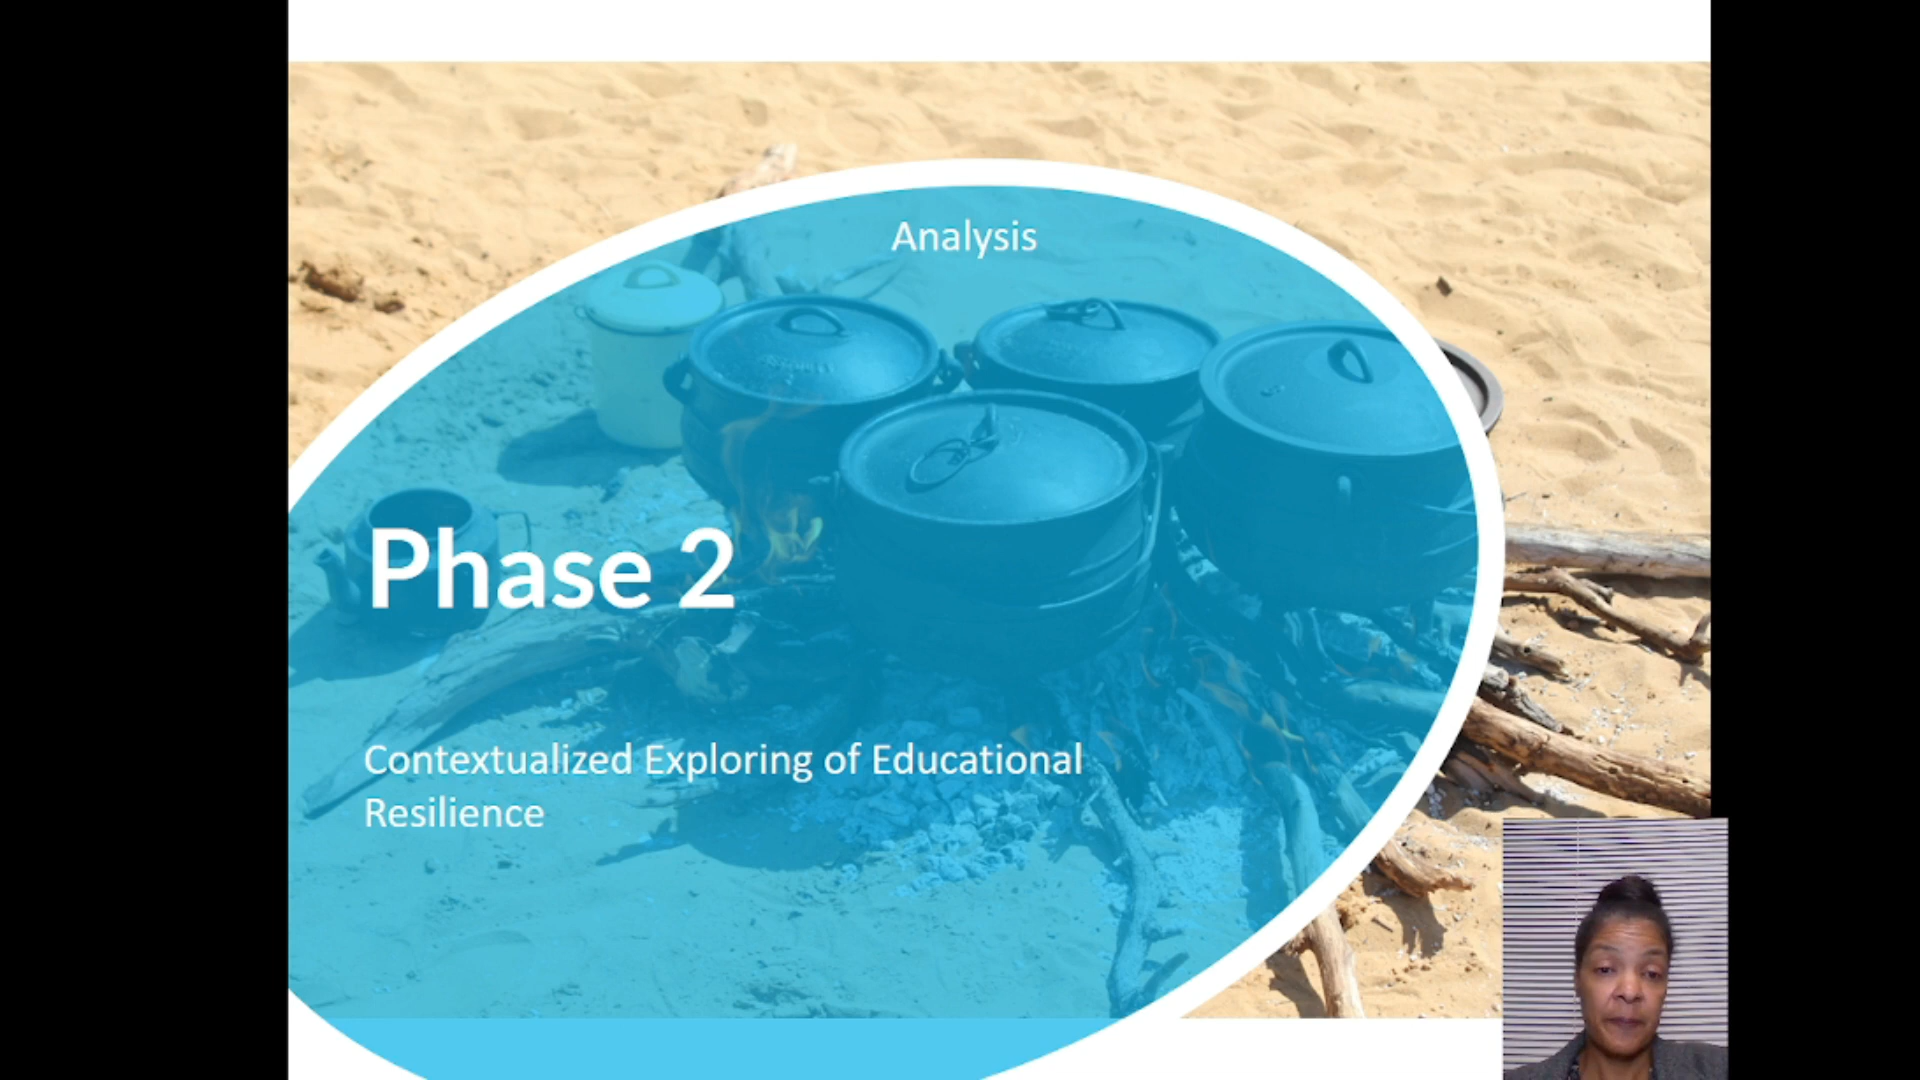 Analysis
Phase 2
Contextualized Exploring of Educational
Resilience